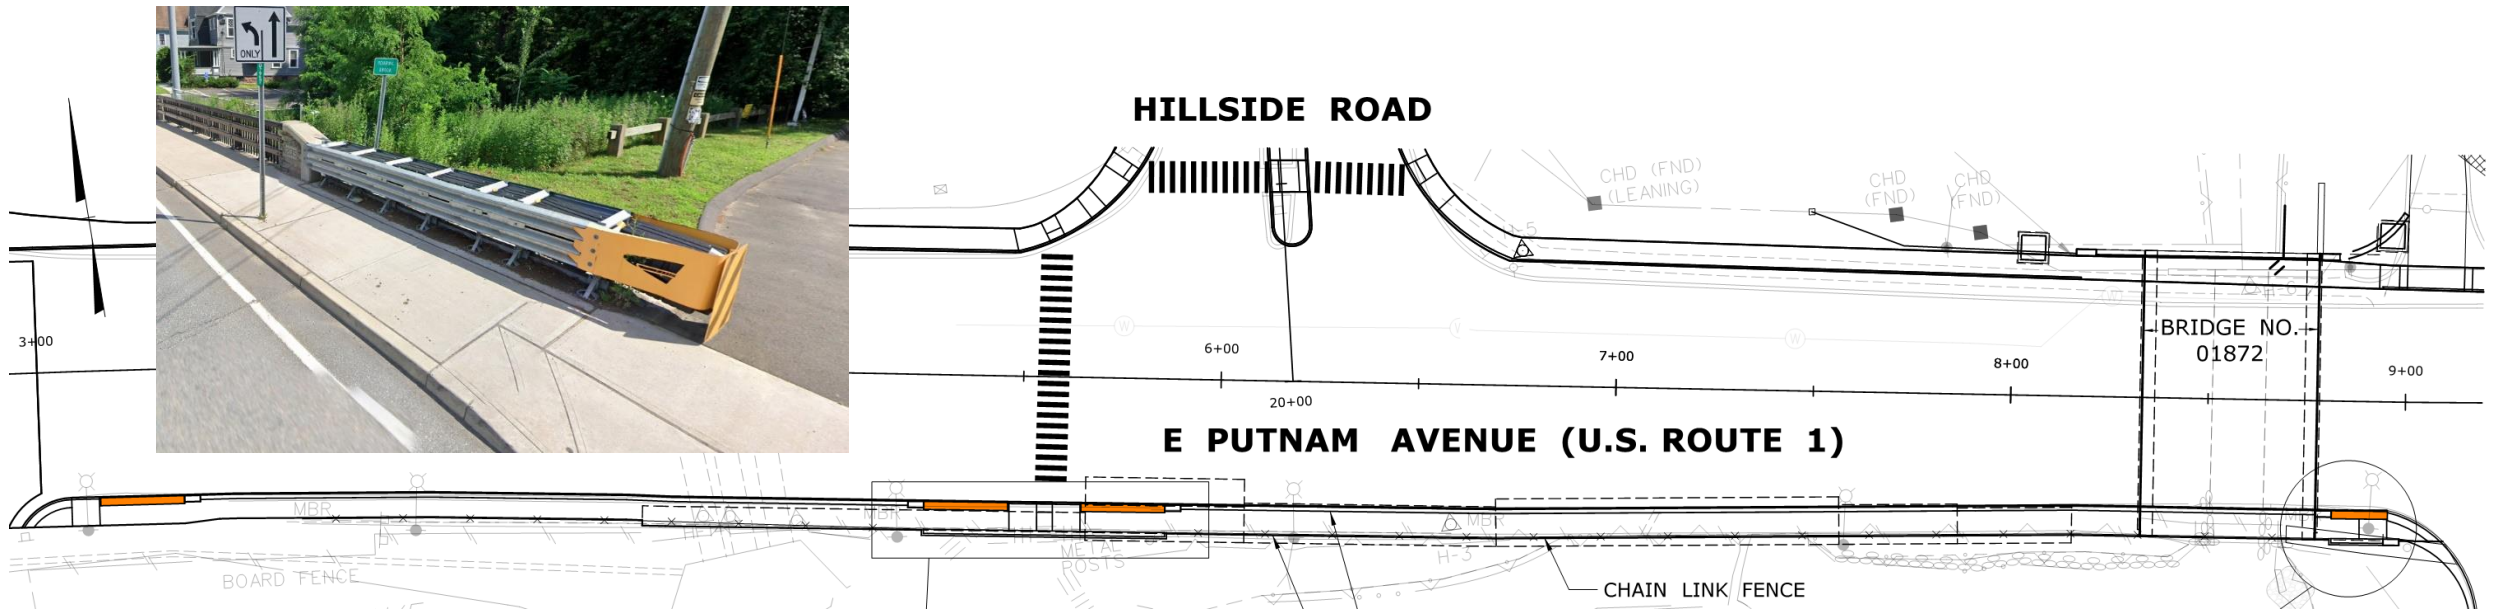 ONLY
HILLSIDE ROAD
CHD (FND)
(LEANING)
CHD
(FND)
CHD
(FND)
BRIDGE NO.
01872
3+00
6+00
7+00
8+00
9+00
20+00
W
W
W
E PUTNAM AVENUE (U.S. ROUTE 1)
MBR
MBR
MBR
METAL
POSTS
H-3
BOARD FENCE
CHAIN LINK FENCE